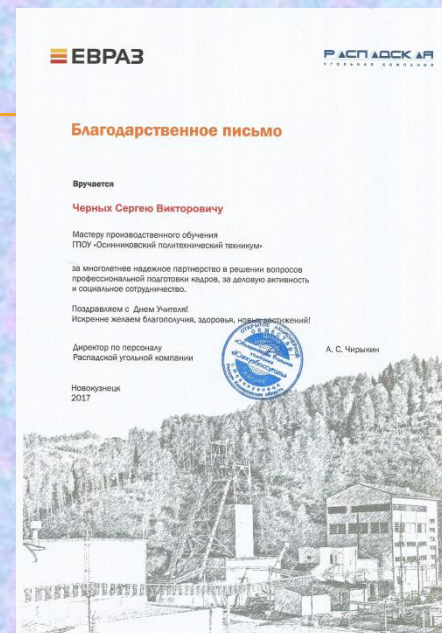 ЕВРАЗ
РАСПАДСКАЯ
УГОЛЬНАЯ КОМПАНИЯ
Благодарственное письмо
Вручается
Черных Сергею Викторовичу
Мастеру производственного обучения
ГПОУ «Осинниковский политехнический техникум»
за многолетнее надежное партнерство в решении вопросов
профессиональной подготовки кадров, за деловую активность
и социальное сотрудничество.
Поздравляем с Днем Учителя!
Искренне желаем благополучия, здоровья, новых достижений!
Директор по персоналу
Распадской угольной компании
А. С. Чирыкин
«Южкузбассуголь»
Новокузнецк
2017